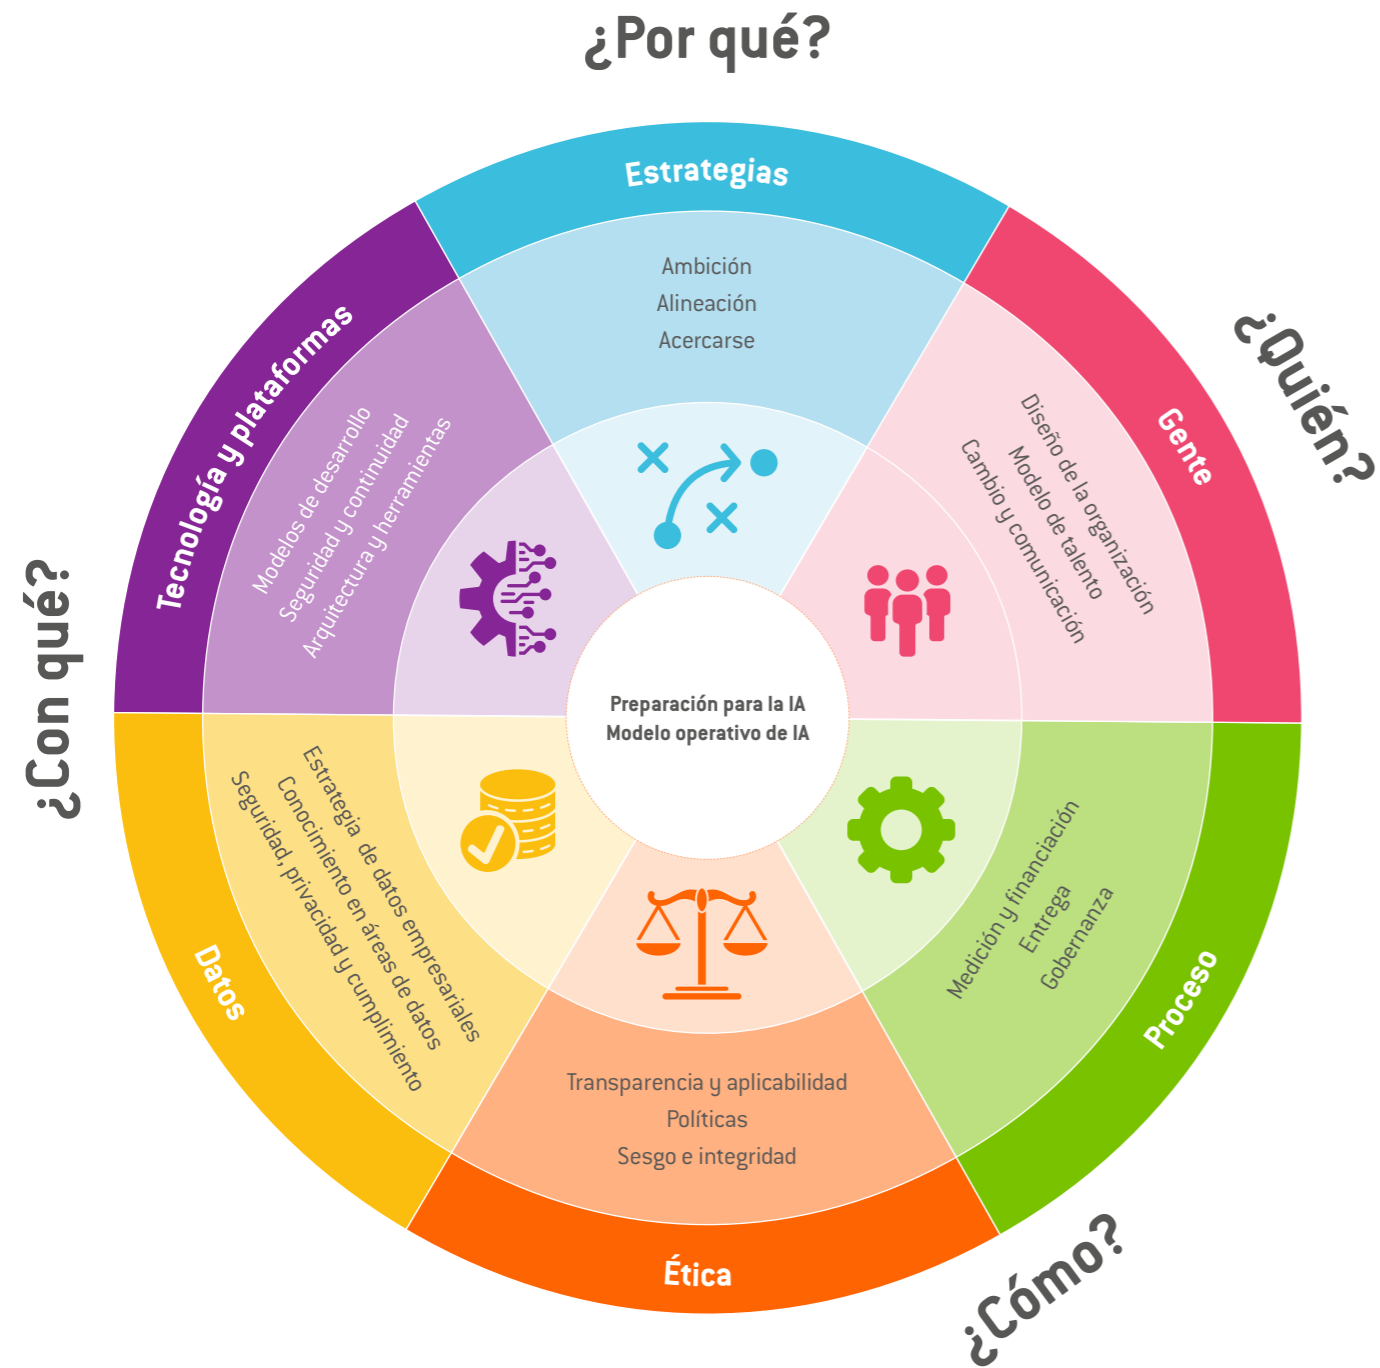 ¿Por qué?
Estrategias
Ambición
Alineación
Acercarse
¿Quién?
Gente
Diseño de la organización
Modelo de talento
Cambio y comunicación
Proceso
Medición y financiación
Entrega
Gobernanza
¿Cómo?
Ética
Transparencia y aplicabilidad
Políticas
Sesgo e integridad
Datos
Estrategia de datos empresariales
Conocimiento en áreas de datos
Seguridad, privacidad y cumplimiento
¿Con qué?
Tecnología y plataformas
Modelos de desarrollo
Seguridad y continuidad
Arquitectura y herramientas
Preparación para la IA
Modelo operativo de IA